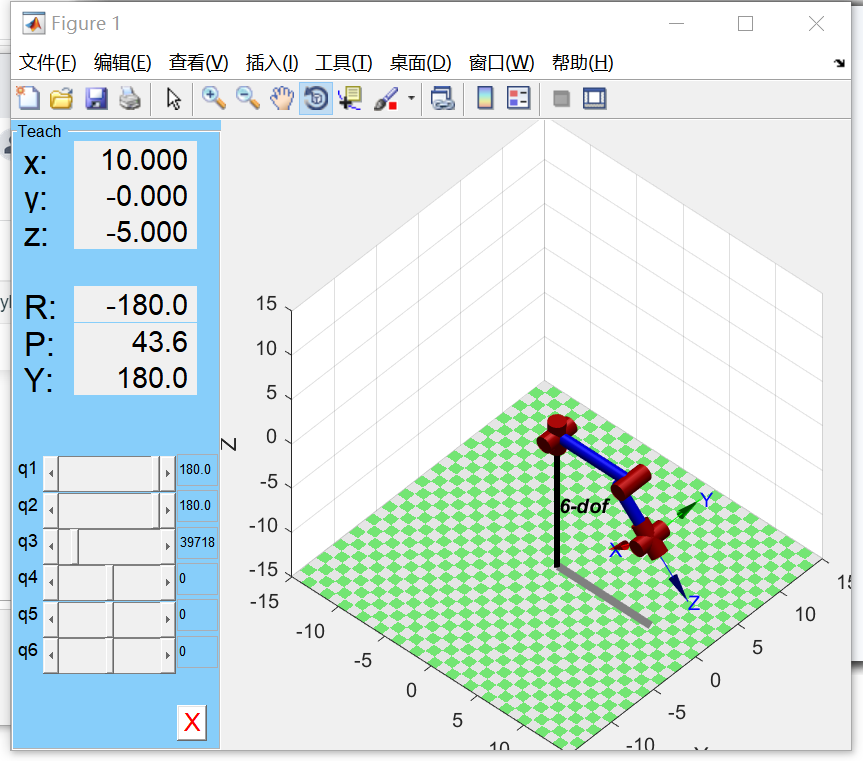 Figure 1
文件(F) 编辑(E) 查看(V) 插入(I) 工具(T) 桌面(D) 窗口(W) 帮助(H)
Teach
x: 10.000
y: -0.000
z: -5.000
R: -180.0
P: 43.6
Y: 180.0
q1 180.0
q2 180.0
q3 39718
q4 0
q5 0
q6 0
X
15
10
5
0
-5
-10
-15
Z
-15
-10
-5
0
5
10
15
10
5
0
-5
-10
6-dof
Y
X
Z